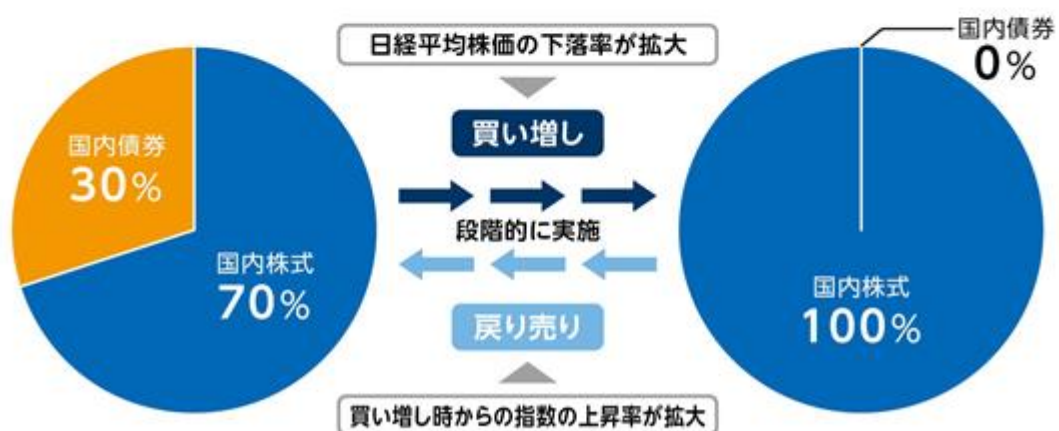 日経平均株価の下落率が拡大
国内債券
0%
買い増し
国内債券
30%
段階的に実施
国内株式
70%
国内株式
100%
戻り売り
買い増し時からの指数の上昇率が拡大